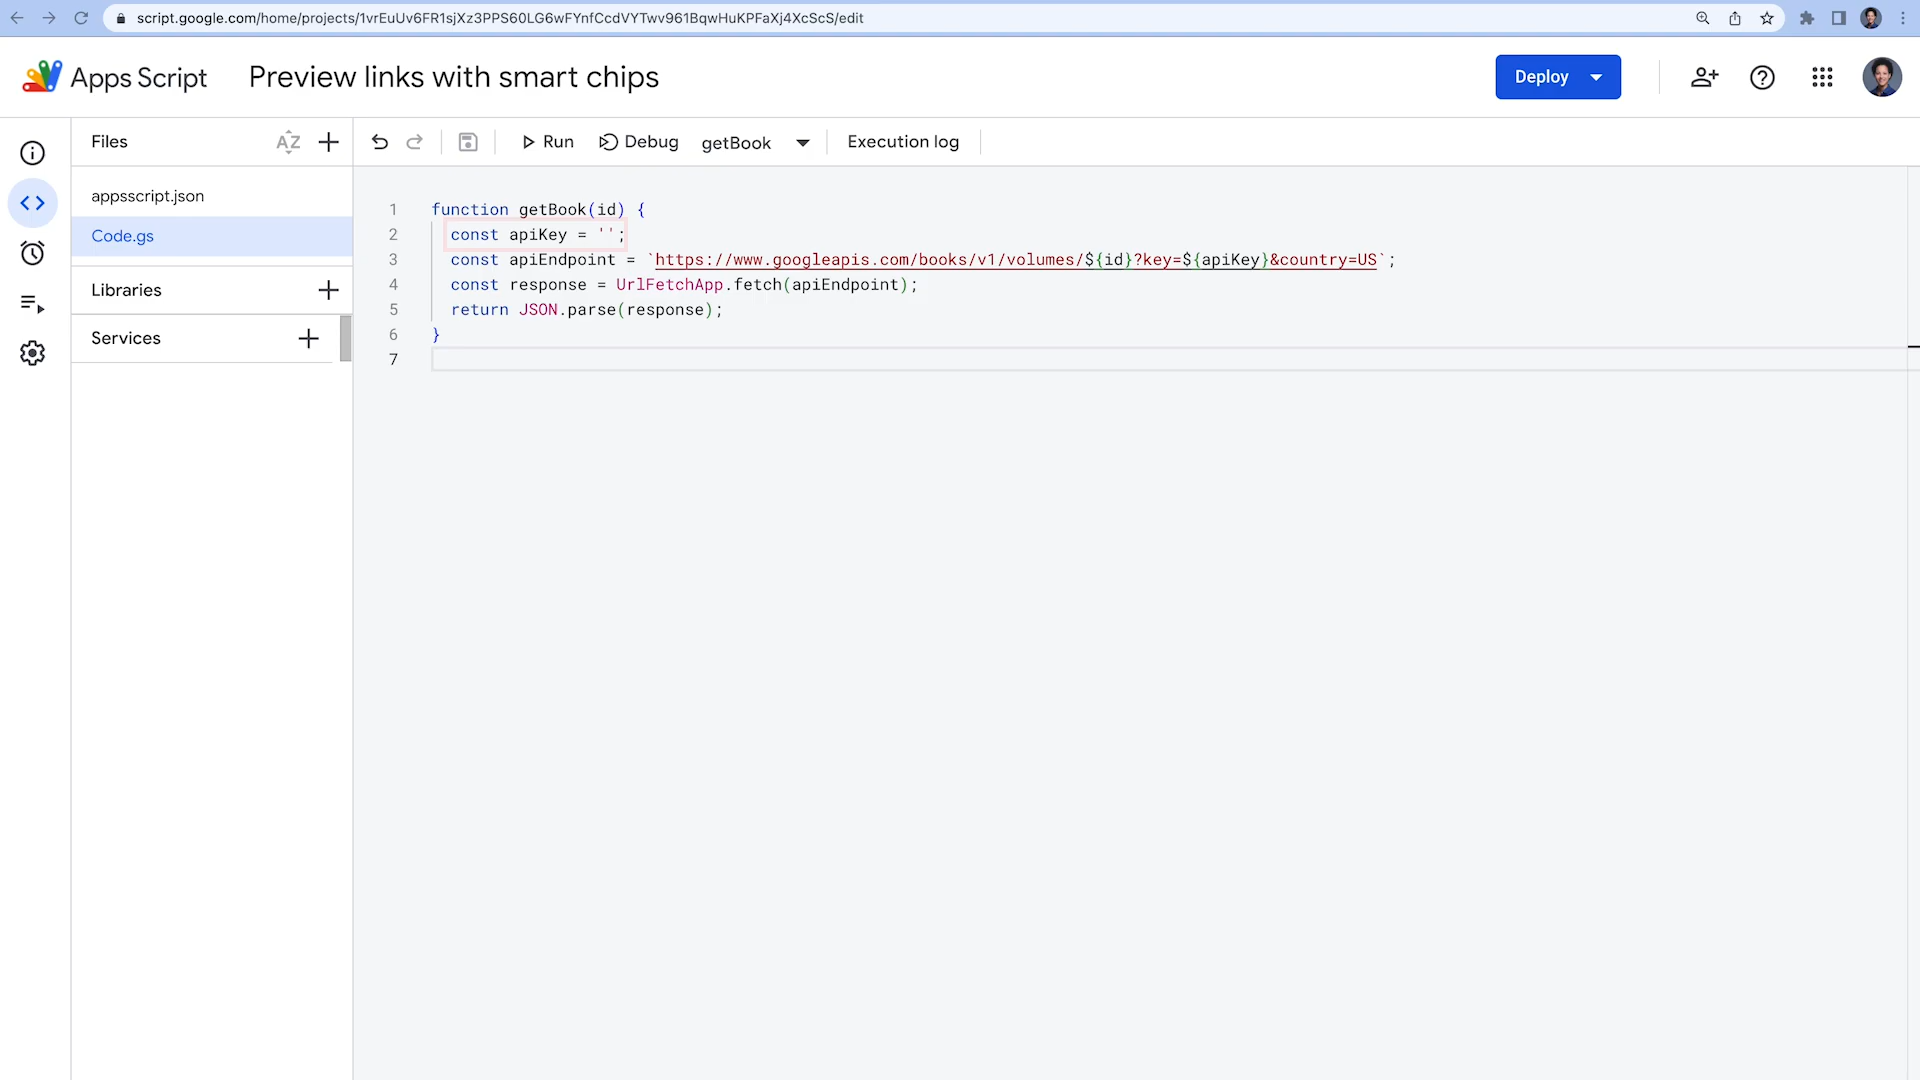 script.google.com/home/projects/1vrEuUv6FR1sjXz3PPS60LG6wFYnfCcdVYTwv961BqwHuKPFaXj4XcScS/edit
Apps Script
Preview links with smart chips
Deploy
Files
AZ
Run
Debug
getBook
Execution log
appsscript.json
Code.gs
Libraries
Services
1 function getBook(id) {
2 const apiKey = '';
3 const apiEndpoint = `https://www.googleapis.com/books/v1/volumes/${id}?key=${apiKey}&country=US`;
4 const response = UrlFetchApp.fetch(apiEndpoint);
5 return JSON.parse(response);
6 }
7